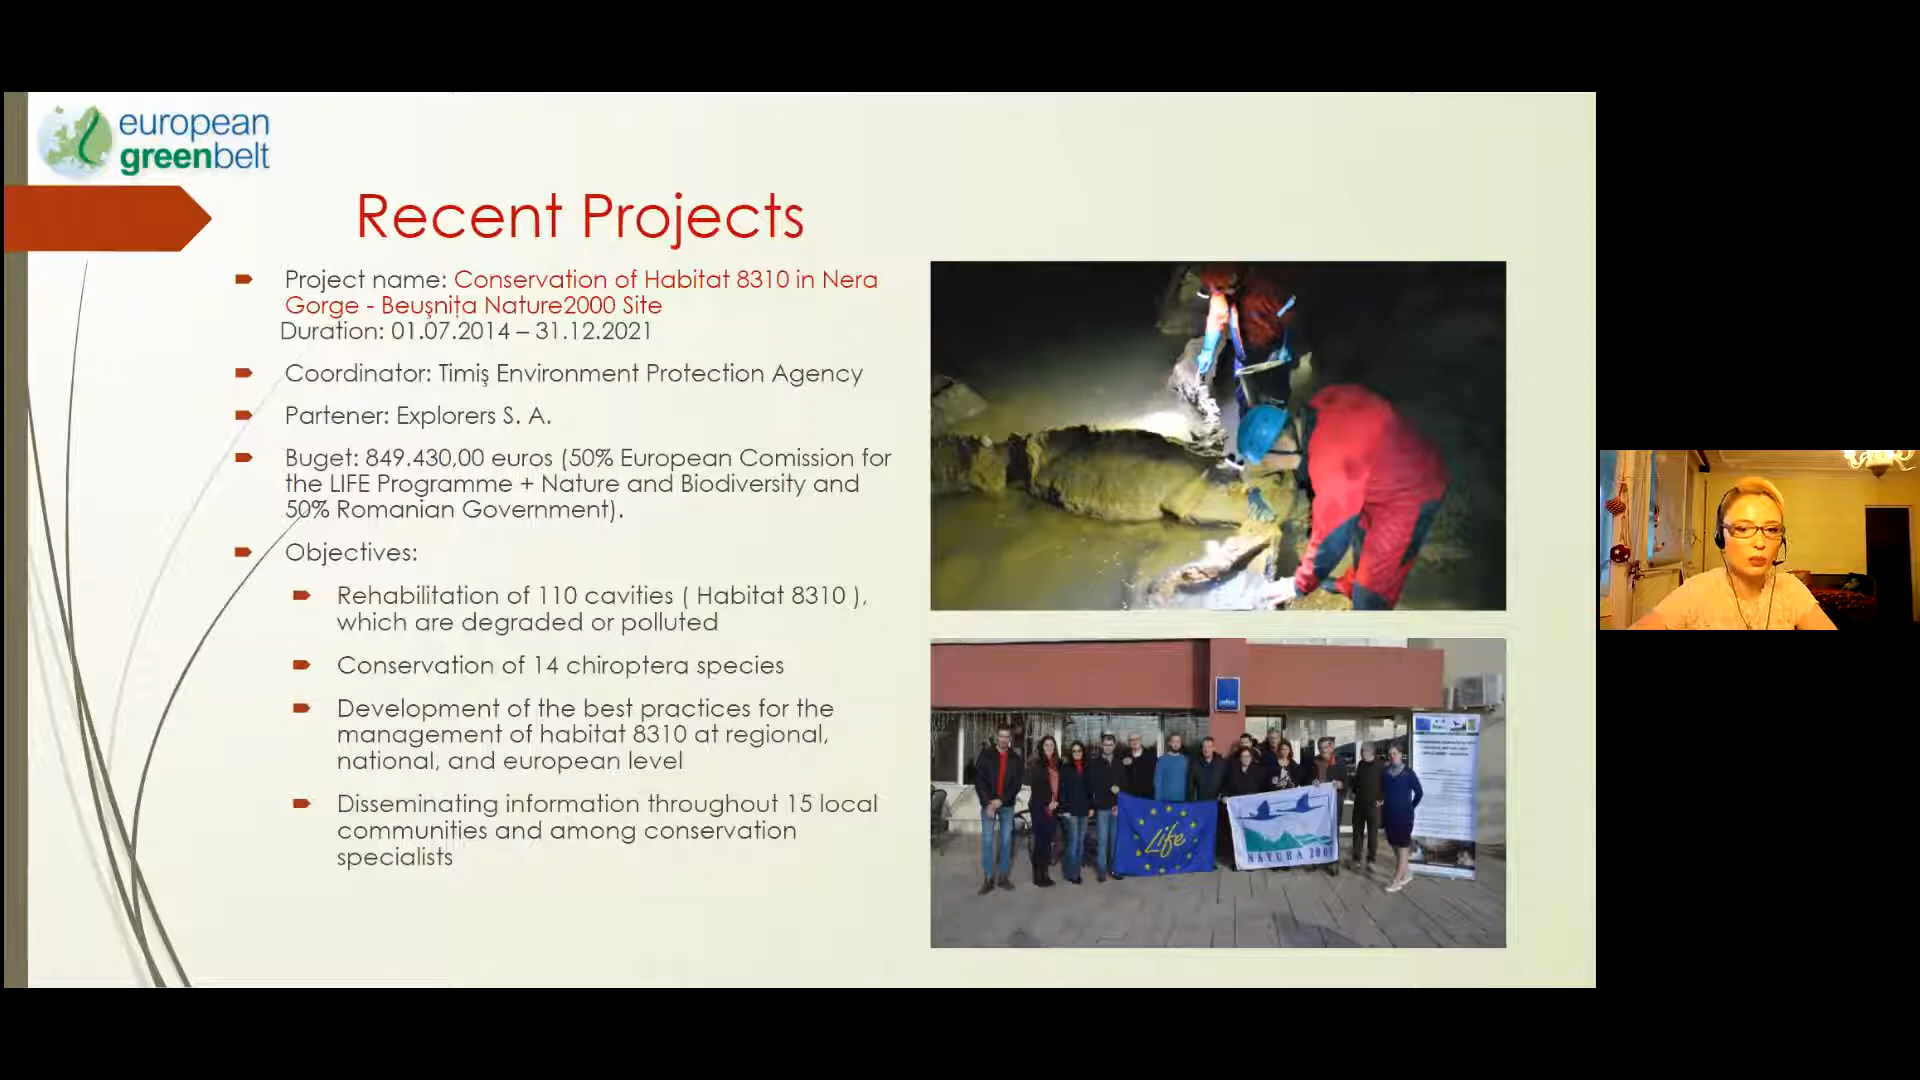 european
greenbelt
Recent Projects
Project name: Conservation of Habitat 8310 in Nera
Gorge - Beuşnița Nature2000 Site
Duration: 01.07.2014 – 31.12.2021
Coordinator: Timiş Environment Protection Agency
Partener: Explorers S. A.
Buget: 849.430,00 euros (50% European Comission for
the LIFE Programme + Nature and Biodiversity and
50% Romanian Government).
Objectives:
Rehabilitation of 110 cavities ( Habitat 8310 ),
which are degraded or polluted
Conservation of 14 chiroptera species
Development of the best practices for the
management of habitat 8310 at regional,
national, and european level
Disseminating information throughout 15 local
communities and among conservation
specialists
Life
NATURA 2000